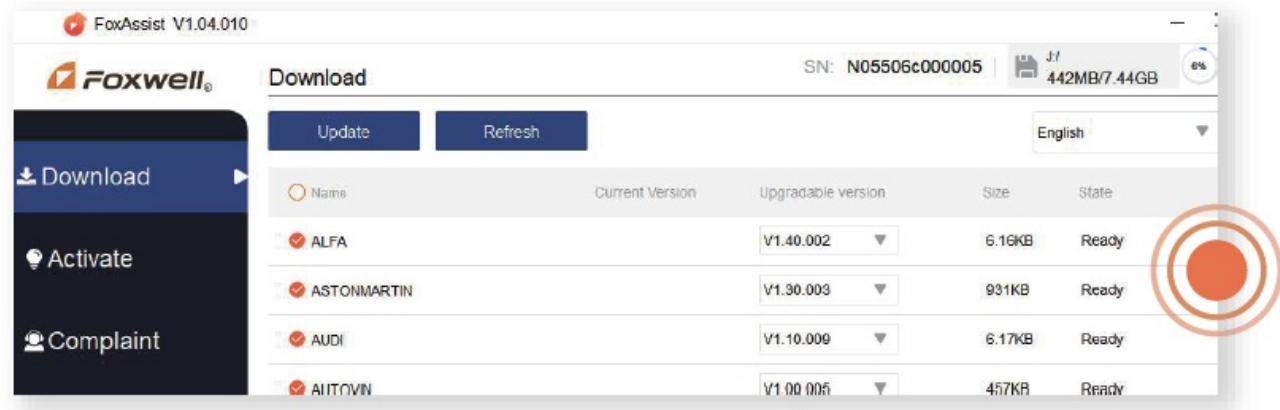 FoxAssist V1.04.010
Foxwell®
Download
SN: N05506c000005
J:/
442MB/7.44GB
6%
Update
Refresh
English
Download
Activate
Complaint
Name Current Version Upgradable version Size State
ALFA V1.40.002 6.16KB Ready
ASTONMARTIN V1.30.003 931KB Ready
AUDI V1.10.009 6.17KB Ready
AUTOVIN V1.00.005 457KB Ready